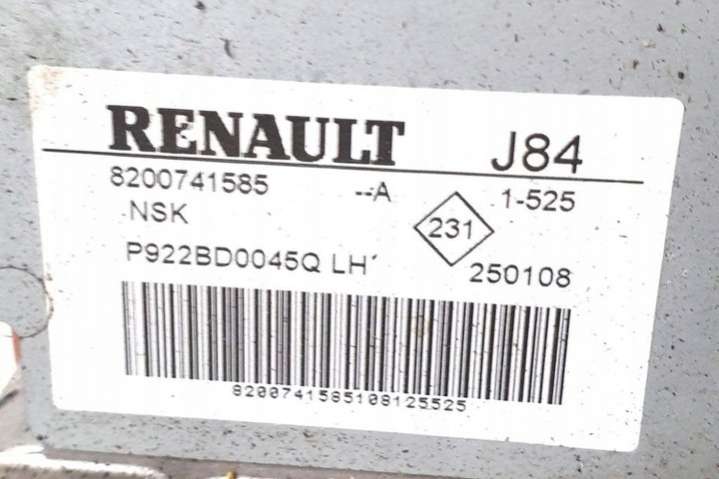 RENAULT J84
8200741585 --A 1-525
NSK 231
P922BD0045Q LH 250108
8200741585108125525